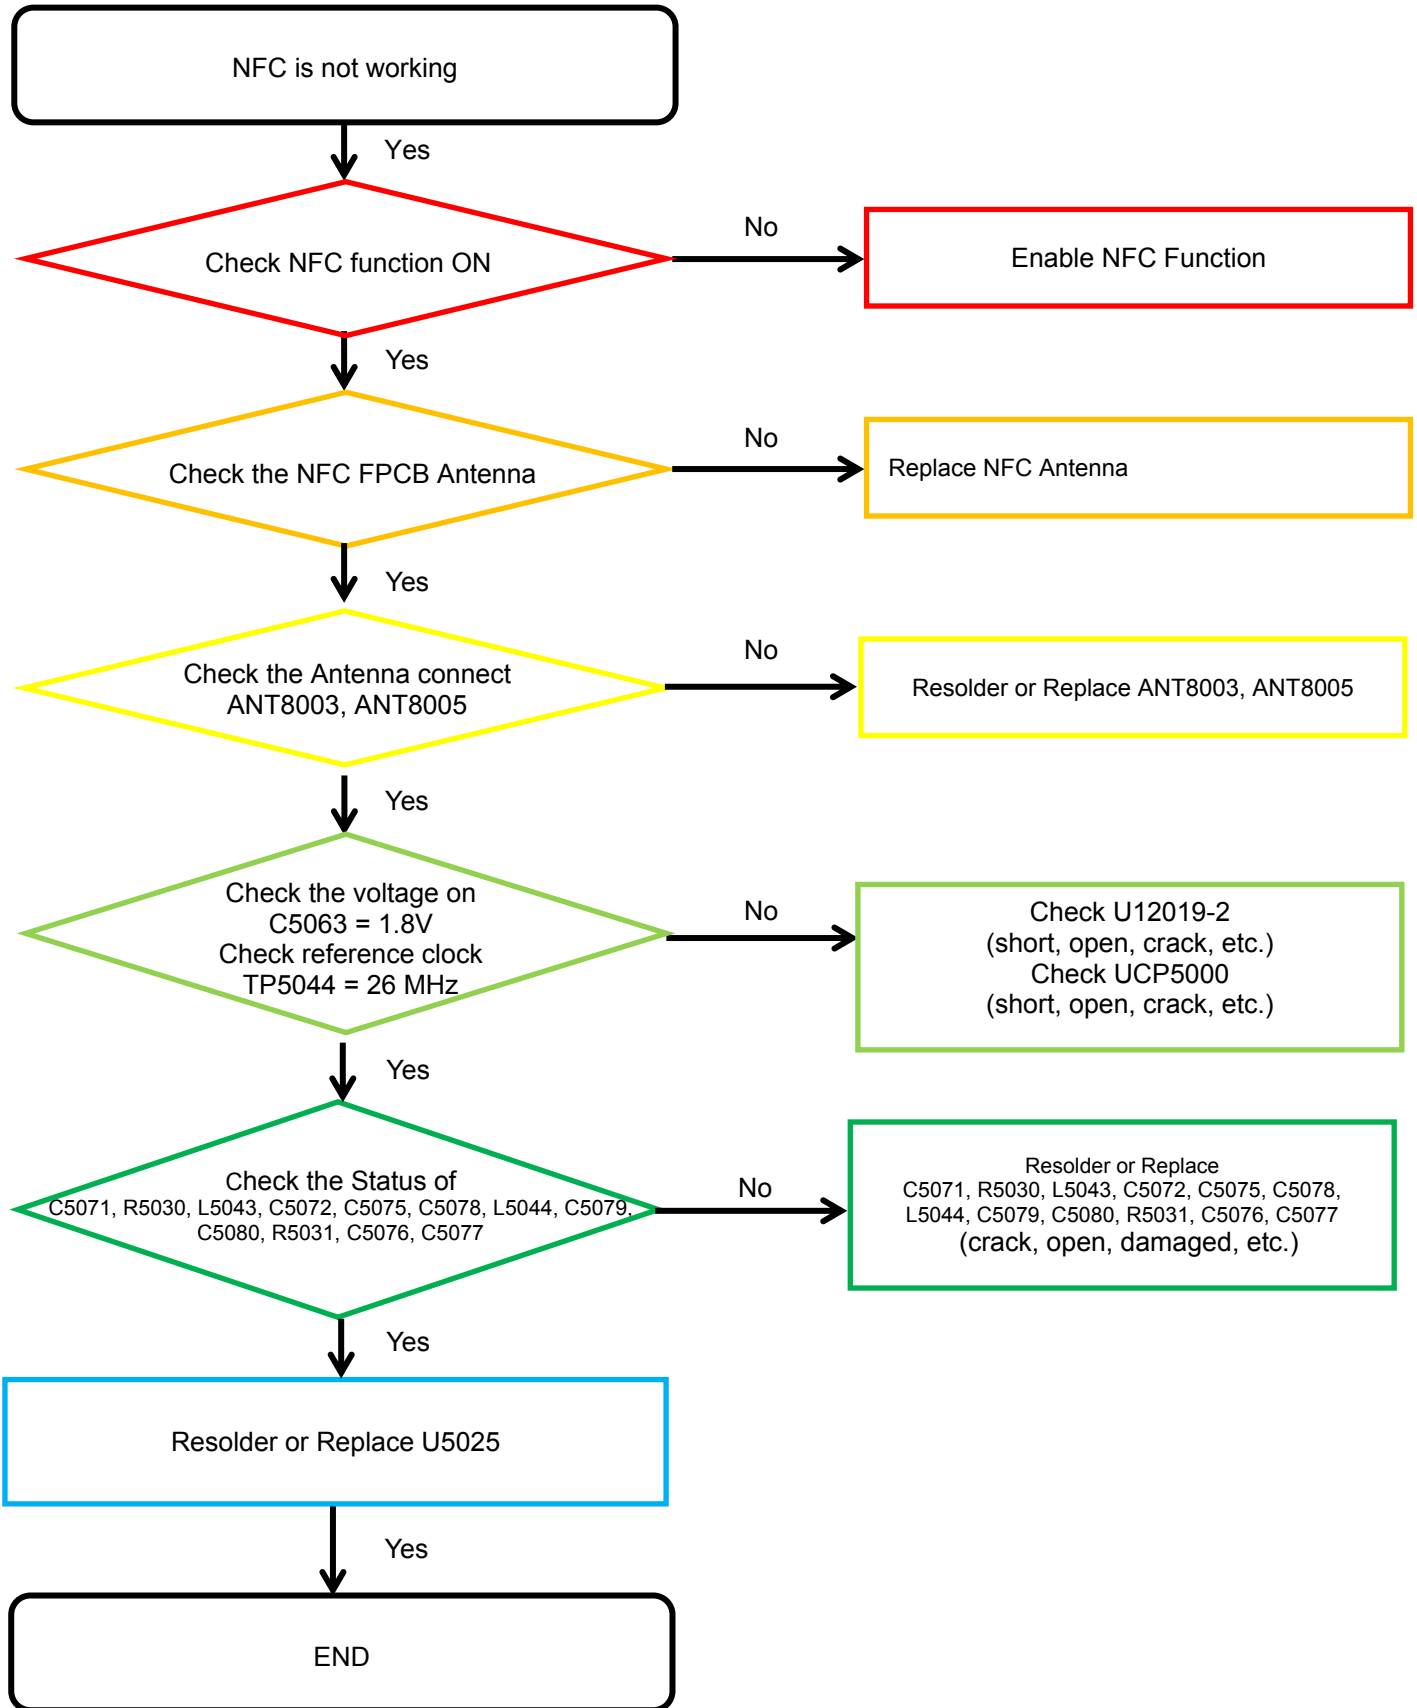 NFC is not working
Yes
Check NFC function ON
No
Enable NFC Function
Yes
Check the NFC FPCB Antenna
No
Replace NFC Antenna
Yes
Check the Antenna connect
ANT8003, ANT8005
No
Resolder or Replace ANT8003, ANT8005
Yes
Check the voltage on
C5063 = 1.8V
Check reference clock
TP5044 = 26 MHz
No
Check U12019-2
(short, open, crack, etc.)
Check UCP5000
(short, open, crack, etc.)
Yes
Check the Status of
C5071, R5030, L5043, C5072, C5075, C5078, L5044, C5079,
C5080, R5031, C5076, C5077
No
Resolder or Replace
C5071, R5030, L5043, C5072, C5075, C5078,
L5044, C5079, C5080, R5031, C5076, C5077
(crack, open, damaged, etc.)
Yes
Resolder or Replace U5025
Yes
END